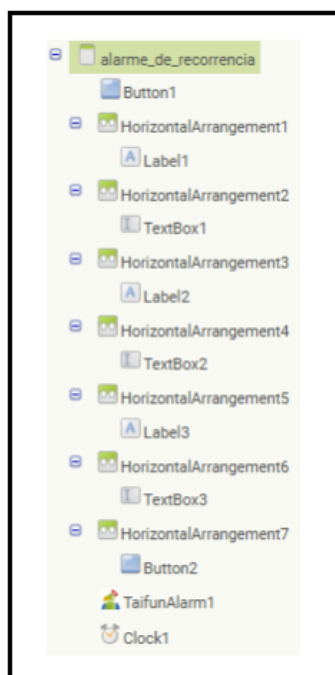 alarme_de_recorrencia
Button1
HorizontalArrangement1
Label1
HorizontalArrangement2
TextBox1
HorizontalArrangement3
Label2
HorizontalArrangement4
TextBox2
HorizontalArrangement5
Label3
HorizontalArrangement6
TextBox3
HorizontalArrangement7
Button2
TaifunAlarm1
Clock1